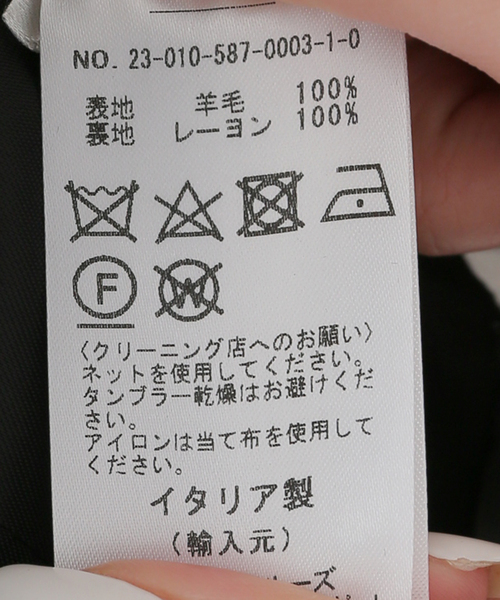 NO. 23-010-587-0003-1-0
表地 羊毛 100%
裏地 レーヨン 100%
F W
〈クリーニング店へのお願い〉
ネットを使用してください。
タンブラー乾燥はお避けくだ
さい。
アイロンは当て布を使用して
ください。
イタリア製
(輸入元)
ーズ